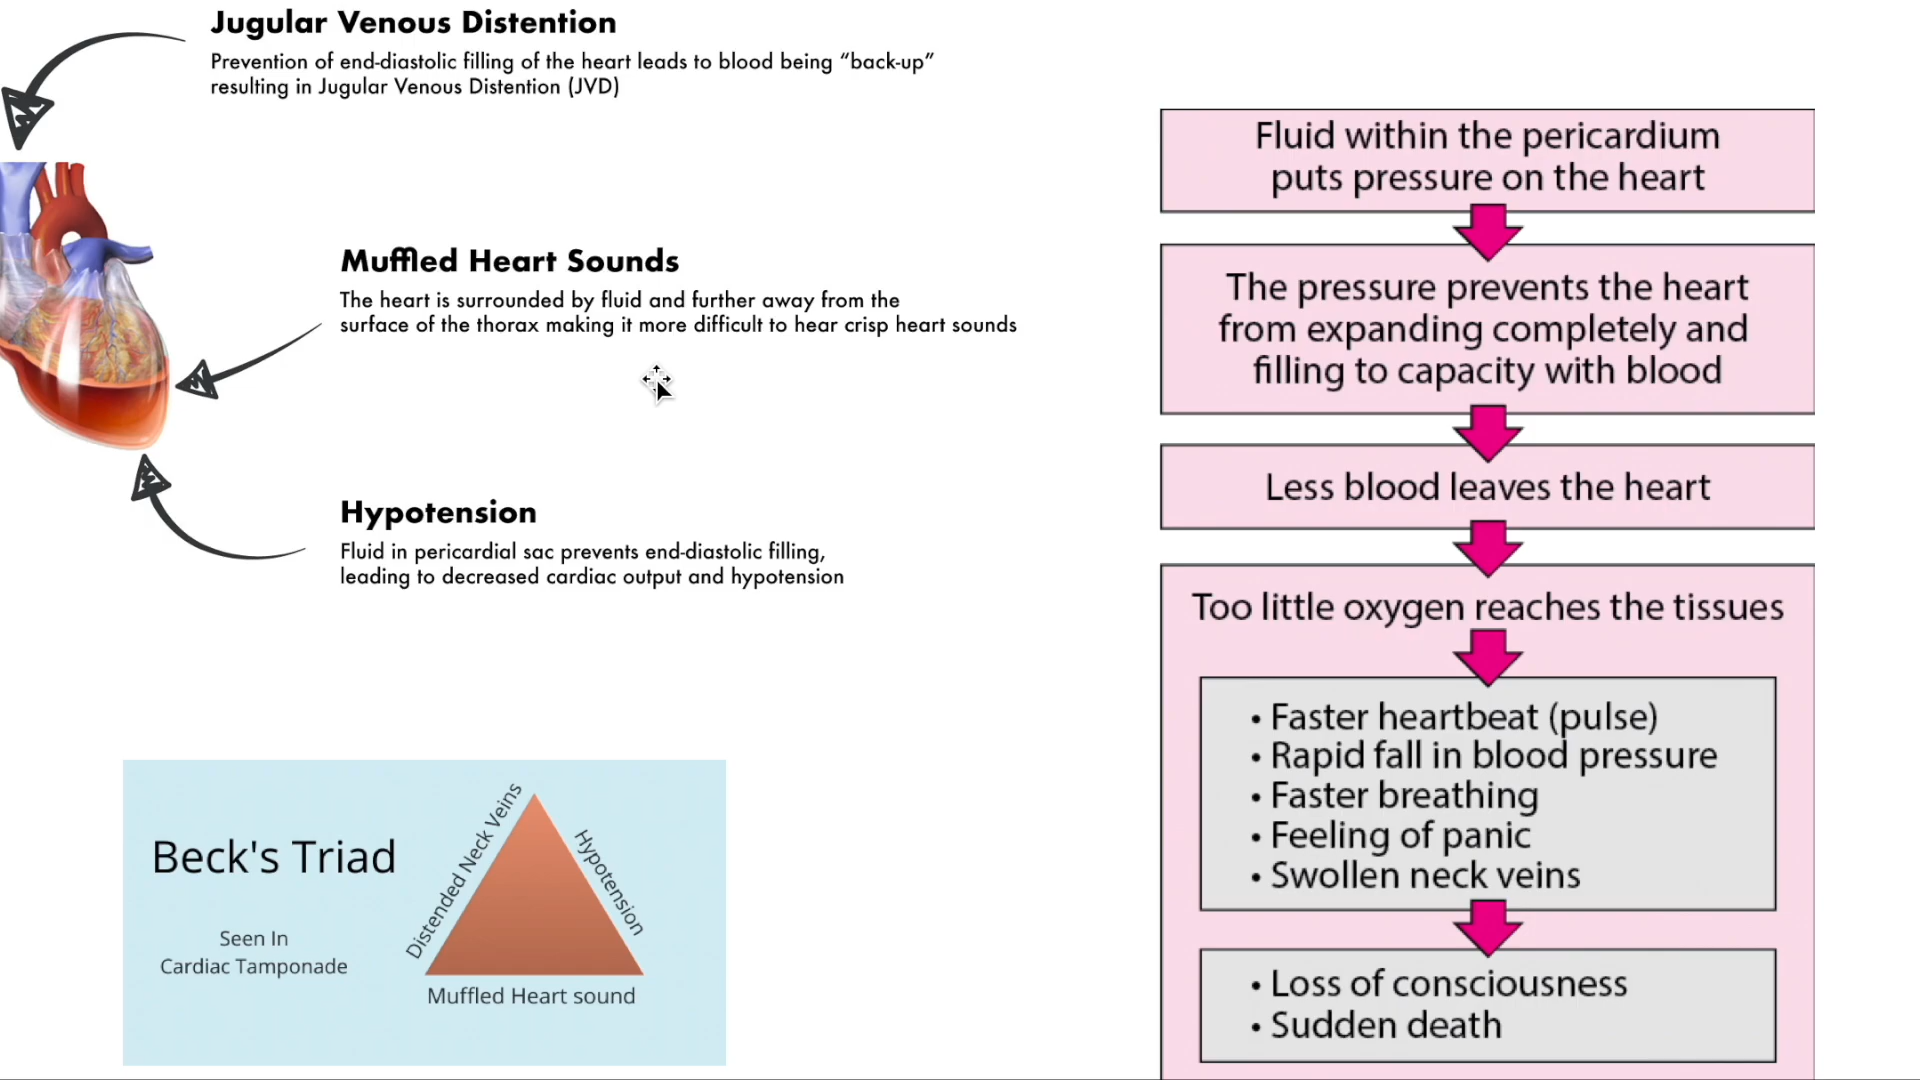 Jugular Venous Distention
Prevention of end-diastolic filling of the heart leads to blood being “back-up”
resulting in Jugular Venous Distention (JVD)
Muffled Heart Sounds
The heart is surrounded by fluid and further away from the
surface of the thorax making it more difficult to hear crisp heart sounds
Hypotension
Fluid in pericardial sac prevents end-diastolic filling,
leading to decreased cardiac output and hypotension
Beck's Triad
Seen In
Cardiac Tamponade
Distended Neck Veins
Hypotension
Muffled Heart sound
Fluid within the pericardium
puts pressure on the heart
The pressure prevents the heart
from expanding completely and
filling to capacity with blood
Less blood leaves the heart
Too little oxygen reaches the tissues
• Faster heartbeat (pulse)
• Rapid fall in blood pressure
• Faster breathing
• Feeling of panic
• Swollen neck veins
• Loss of consciousness
• Sudden death